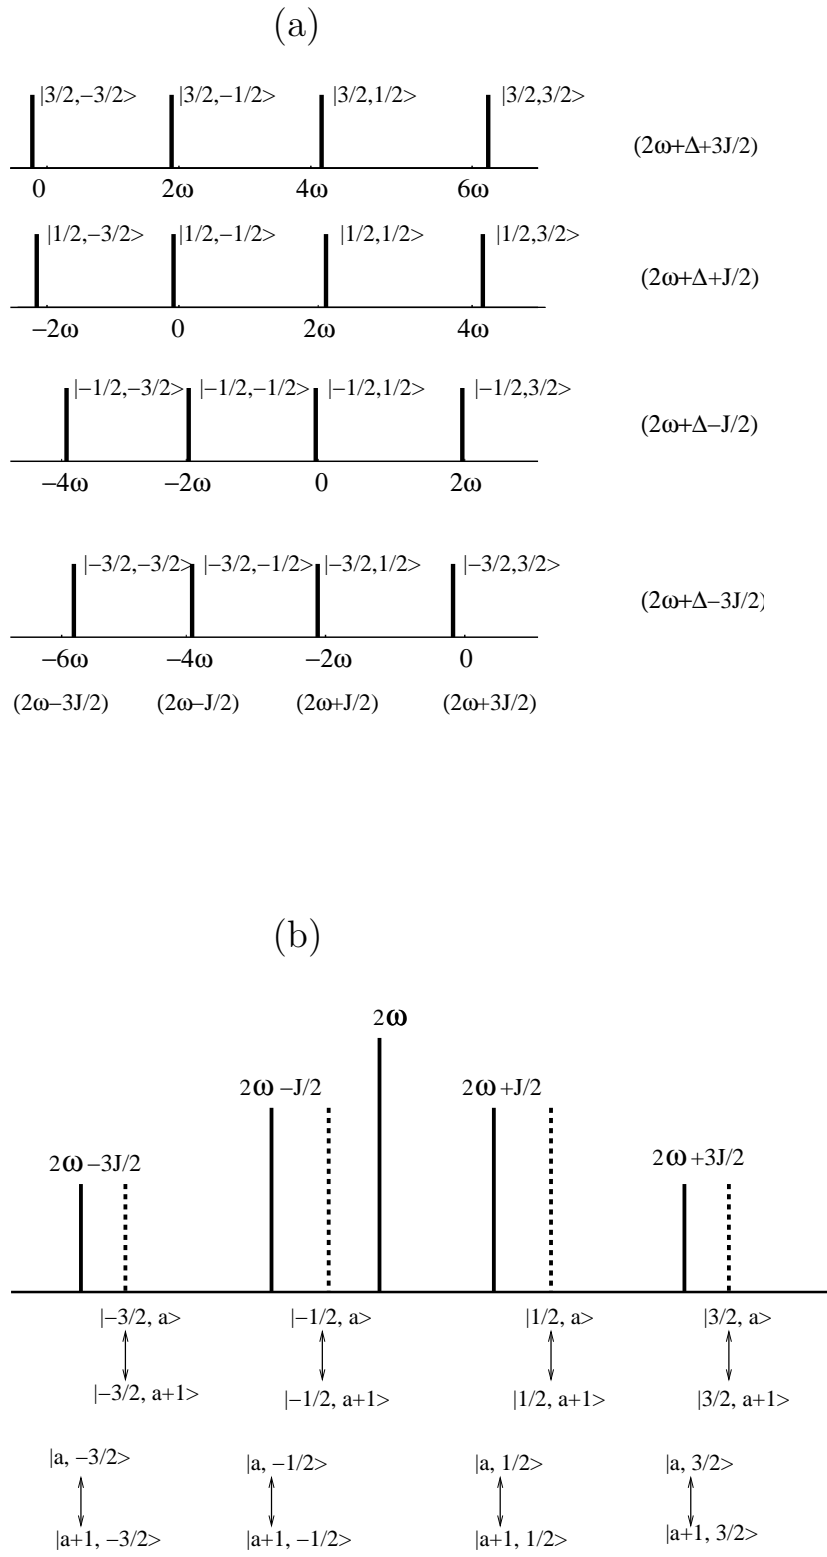 (a)
|3/2,−3/2> |3/2,−1/2> |3/2,1/2> |3/2,3/2>
(2ω+Δ+3J/2)
0 2ω 4ω 6ω
|1/2,−3/2> |1/2,−1/2> |1/2,1/2> |1/2,3/2>
(2ω+Δ+J/2)
−2ω 0 2ω 4ω
|−1/2,−3/2> |−1/2,−1/2> |−1/2,1/2> |−1/2,3/2>
(2ω+Δ−J/2)
−4ω −2ω 0 2ω
|−3/2,−3/2> |−3/2,−1/2> |−3/2,1/2> |−3/2,3/2>
(2ω+Δ−3J/2)
−6ω −4ω −2ω 0
(2ω−3J/2) (2ω−J/2) (2ω+J/2) (2ω+3J/2)
(b)
2ω
2ω −J/2 2ω +J/2
2ω −3J/2 2ω +3J/2
|−3/2, a> |−1/2, a> |1/2, a> |3/2, a>
|−3/2, a+1> |−1/2, a+1> |1/2, a+1> |3/2, a+1>
|a, −3/2> |a, −1/2> |a, 1/2> |a, 3/2>
|a+1, −3/2> |a+1, −1/2> |a+1, 1/2> |a+1, 3/2>